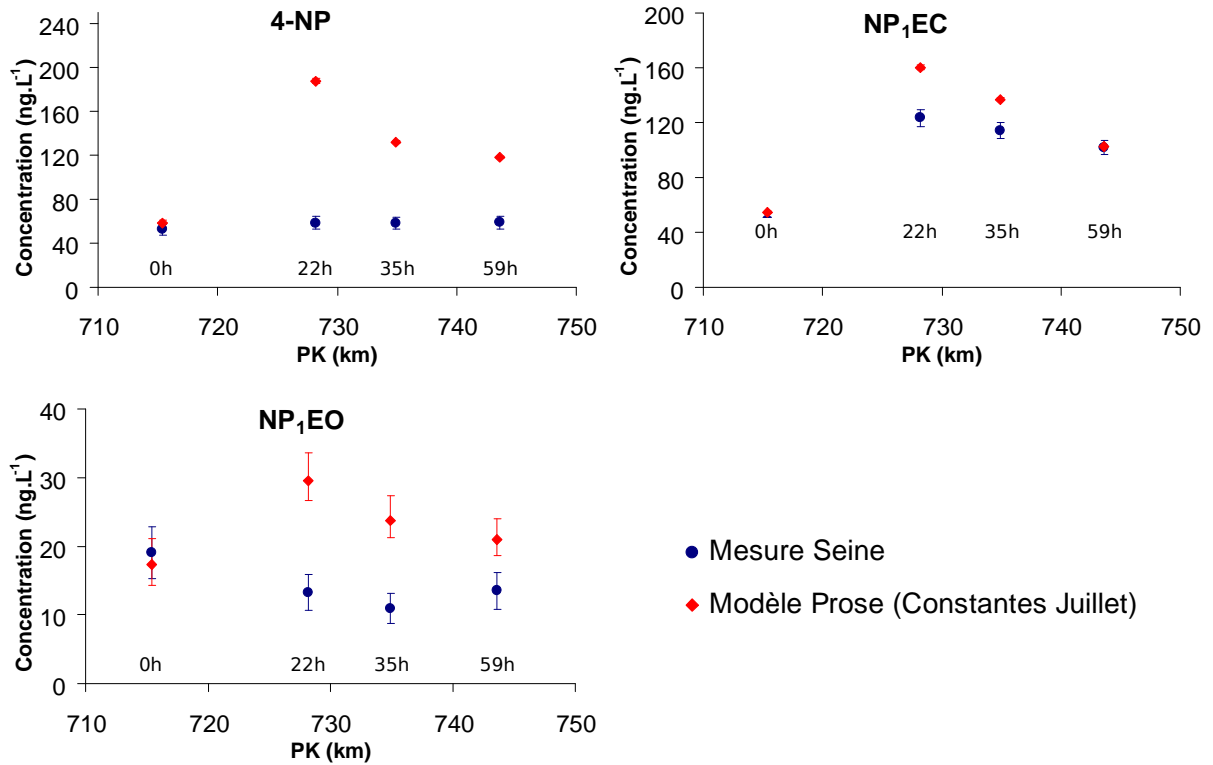 4-NP
Concentration (ng.L-1)
240
200
160
120
80
40
0
0h 22h 35h 59h
710 720 730 740 750
PK (km)
NP1EC
Concentration (ng.L-1)
200
160
120
80
40
0
0h 22h 35h 59h
710 720 730 740 750
PK (km)
NP1EO
Concentration (ng.L-1)
40
30
20
10
0
0h 22h 35h 59h
710 720 730 740 750
PK (km)
Mesure Seine
Modèle Prose (Constantes Juillet)